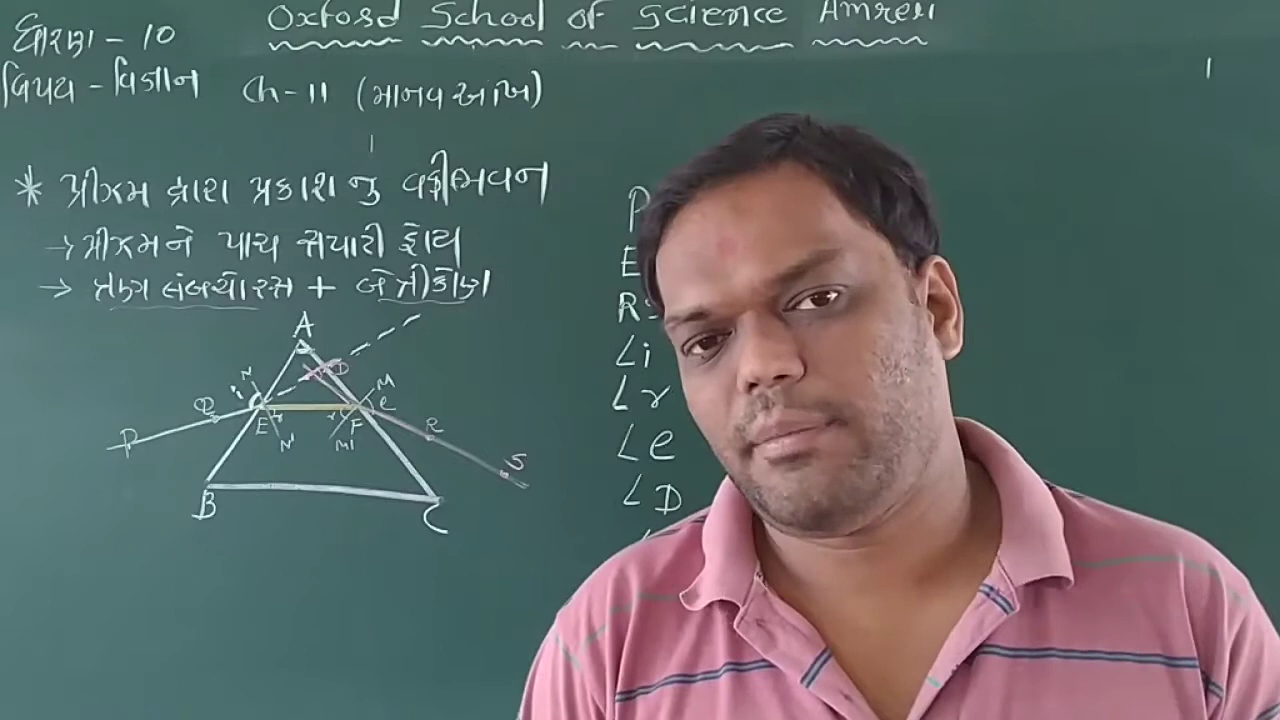 Oxford School of Science Amreli
ધોરણ - 10
વિષય - વિજ્ઞાન
Ch - 11 (માનવ આંખ)
* પ્રીઝમ દ્વારા પ્રકાશ નુ વક્રીભવન
→ પ્રીઝમને પાચ સપાટી હોય
→ ત્રણ લંબચોરસ + બે ત્રીકોણ
A
N
D
M
P
Q
E
r
r
F
e
R
N'
M'
S
B
C
P
E
R:
∠i
∠r
∠e
∠D